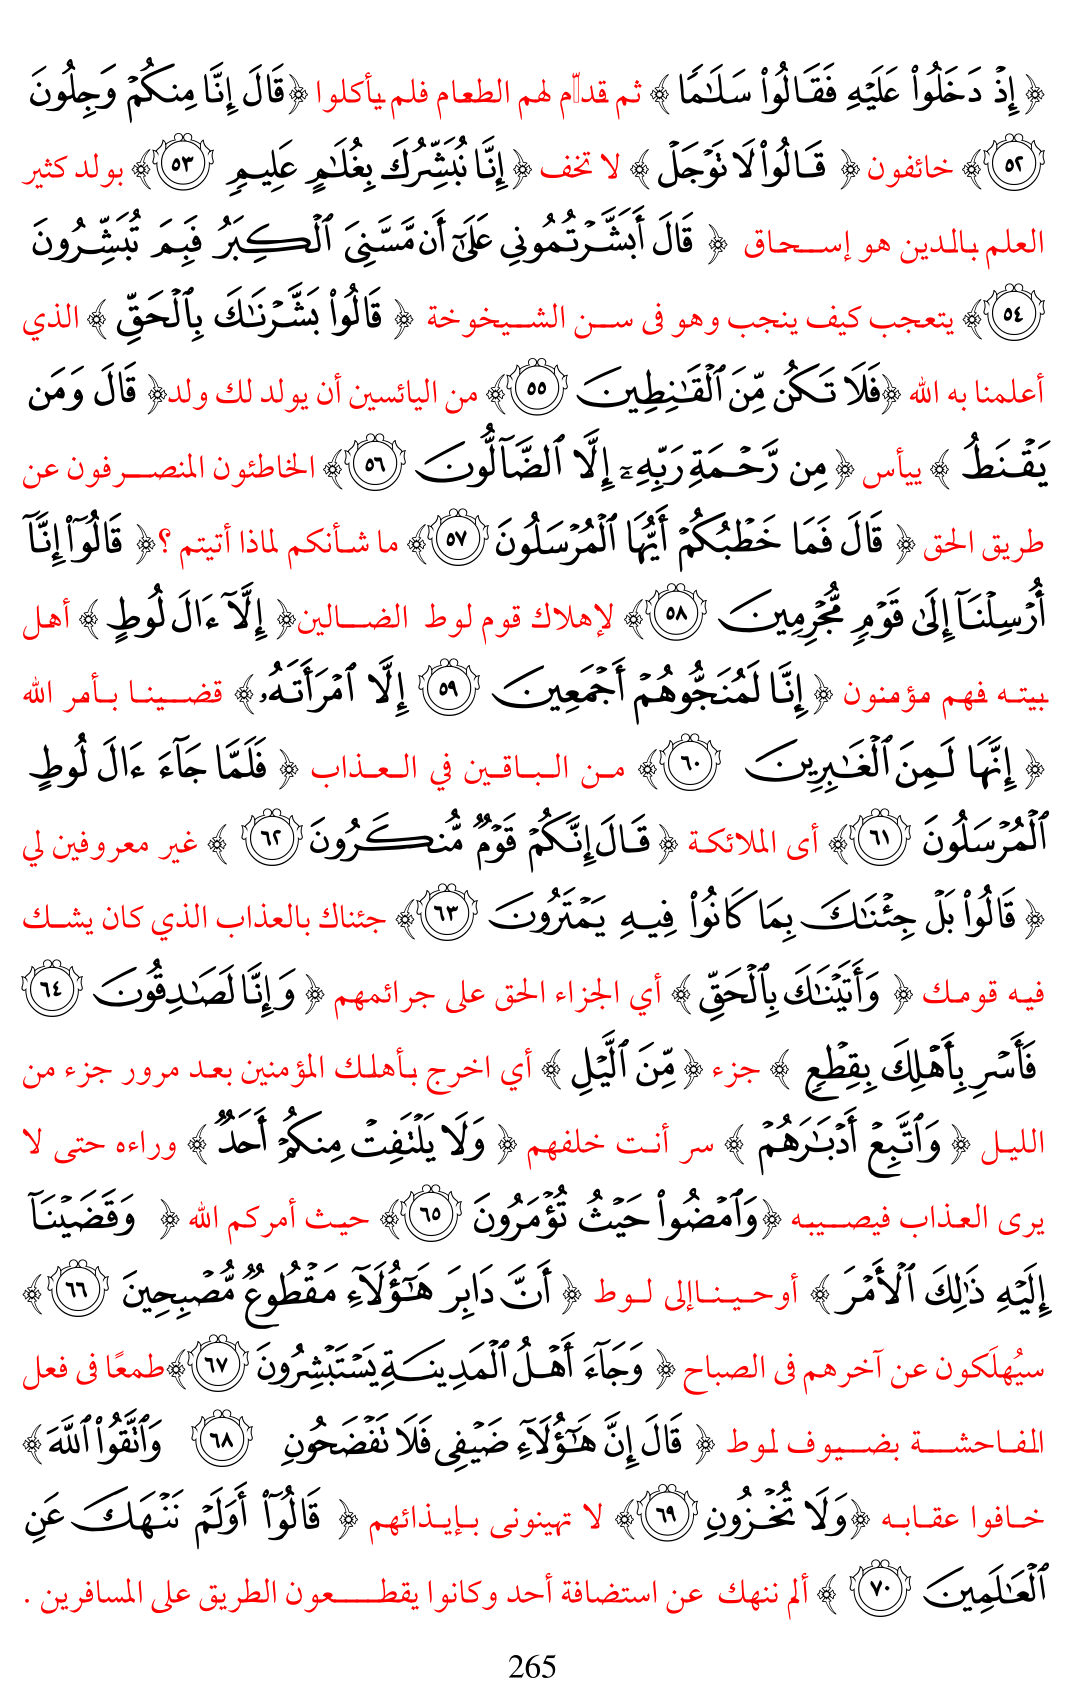 ﴿ إِذْ دَخَلُوا۟ عَلَيْهِ فَقَالُوا۟ سَلَـٰمًا ﴾ ثم قدّم لهم الطعام فلم يأكلوا ﴿قَالَ إِنَّا مِنكُمْ وَجِلُونَ
٥٢﴾ خائفون ﴿ قَالُوا۟ لَا تَوْجَلْ ﴾ لا تخف ﴿إِنَّا نُبَشِّرُكَ بِغُلَـٰمٍ عَلِيمٍ ٥٣﴾ بولد كثير
العلم بالدين هو إسحاق ﴿ قَالَ أَبَشَّرْتُمُونِى عَلَىٰٓ أَن مَّسَّنِىَ ٱلْكِبَرُ فَبِمَ تُبَشِّرُونَ
٥٤﴾ يتعجب كيف ينجب وهو فى سن الشيخوخة ﴿ قَالُوا۟ بَشَّرْنَـٰكَ بِٱلْحَقِّ ﴾ الذي
أعلمنا به الله ﴿فَلَا تَكُن مِّنَ ٱلْقَـٰنِطِينَ ٥٥﴾ من اليائسين أن يولد لك ولد﴿ قَالَ وَمَن
يَقْنَطُ ﴾ ييأس ﴿ مِن رَّحْمَةِ رَبِّهِۦٓ إِلَّا ٱلضَّآلُّونَ ٥٦﴾ الخاطئون المنصرفون عن
طريق الحق ﴿ قَالَ فَمَا خَطْبُكُمْ أَيُّهَا ٱلْمُرْسَلُونَ ٥٧﴾ ما شأنكم لماذا أتيتم ؟﴿ قَالُوٓا۟ إِنَّآ
أُرْسِلْنَآ إِلَىٰ قَوْمٍ مُّجْرِمِينَ ٥٨﴾ لإهلاك قوم لوط الضالين﴿ إِلَّآ ءَالَ لُوطٍ ﴾ أهل
بيته فهم مؤمنون ﴿ إِنَّا لَمُنَجُّوهُمْ أَجْمَعِينَ ٥٩ إِلَّا ٱمْرَأَتَهُۥ﴾ قضينا بأمر الله
﴿ إِنَّهَا لَمِنَ ٱلْغَـٰبِرِينَ ٦٠﴾ من الباقين في العذاب ﴿ فَلَمَّا جَآءَ ءَالَ لُوطٍ
ٱلْمُرْسَلُونَ ٦١﴾ أى الملائكة ﴿ قَالَ إِنَّكُمْ قَوْمٌ مُّنكَرُونَ ٦٢ ﴾ غير معروفين لي
﴿ قَالُوا۟ بَلْ جِئْنَـٰكَ بِمَا كَانُوا۟ فِيهِ يَمْتَرُونَ ٦٣﴾ جئناك بالعذاب الذي كان يشك
فيه قومك ﴿ وَأَتَيْنَـٰكَ بِٱلْحَقِّ ﴾ أي الجزاء الحق على جرائمهم ﴿ وَإِنَّا لَصَـٰدِقُونَ ٦٤
فَأَسْرِ بِأَهْلِكَ بِقِطْعٍ ﴾ جزء ﴿مِّنَ ٱلَّيْلِ ﴾ أي اخرج بأهلك المؤمنين بعد مرور جزء من
الليل ﴿ وَٱتَّبِعْ أَدْبَـٰرَهُمْ ﴾ سر أنت خلفهم ﴿ وَلَا يَلْتَفِتْ مِنكُمْ أَحَدٌ ﴾ وراءه حتى لا
يرى العذاب فيصيبه ﴿وَٱمْضُوا۟ حَيْثُ تُؤْمَرُونَ ٦٥﴾ حيث أمركم الله ﴿ وَقَضَيْنَآ
إِلَيْهِ ذَٰلِكَ ٱلْأَمْرَ ﴾ أوحيناإلى لوط ﴿ أَنَّ دَابِرَ هَـٰٓؤُلَآءِ مَقْطُوعٌ مُّصْبِحِينَ ٦٦ ﴾
سيُهلَكون عن آخرهم فى الصباح ﴿ وَجَآءَ أَهْلُ ٱلْمَدِينَةِ يَسْتَبْشِرُونَ ٦٧﴾طمعًا فى فعل
الفاحشة بضيوف لوط ﴿ قَالَ إِنَّ هَـٰٓؤُلَآءِ ضَيْفِى فَلَا تَفْضَحُونِ ٦٨ وَٱتَّقُوا۟ ٱللَّهَ ﴾
خافوا عقابه ﴿وَلَا تُخْزُونِ ٦٩﴾ لا تهينونى بإيذائهم ﴿ قَالُوٓا۟ أَوَلَمْ نَنْهَكَ عَنِ
ٱلْعَـٰلَمِينَ ٧٠ ﴾ ألم ننهك عن استضافة أحد وكانوا يقطعون الطريق على المسافرين .
265